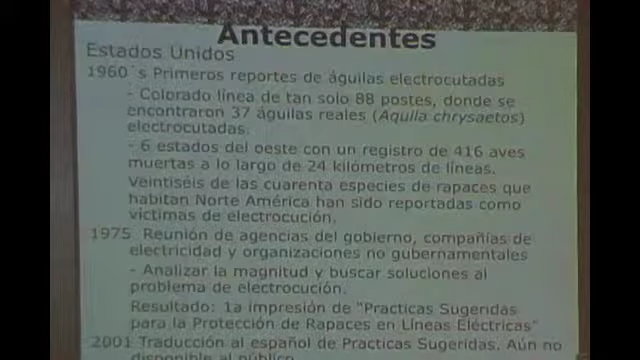 Antecedentes
Estados Unidos
1960´s Primeros reportes de águilas electrocutadas
- Colorado línea de tan solo 88 postes, donde se
encontraron 37 águilas reales (Aquila chrysaetos)
electrocutadas.
- 6 estados del oeste con un registro de 416 aves
muertas a lo largo de 24 kilómetros de líneas.
Veintiséis de las cuarenta especies de rapaces que
habitan Norte América han sido reportadas como
víctimas de electrocución.
1975 Reunión de agencias del gobierno, compañías de
electricidad y organizaciones no gubernamentales
- Analizar la magnitud y buscar soluciones al
problema de electrocución.
Resultado: 1a impresión de "Practicas Sugeridas
para la Protección de Rapaces en Líneas Eléctricas"
2001 Traducción al español de Practicas Sugeridas. Aún no
disponible al público